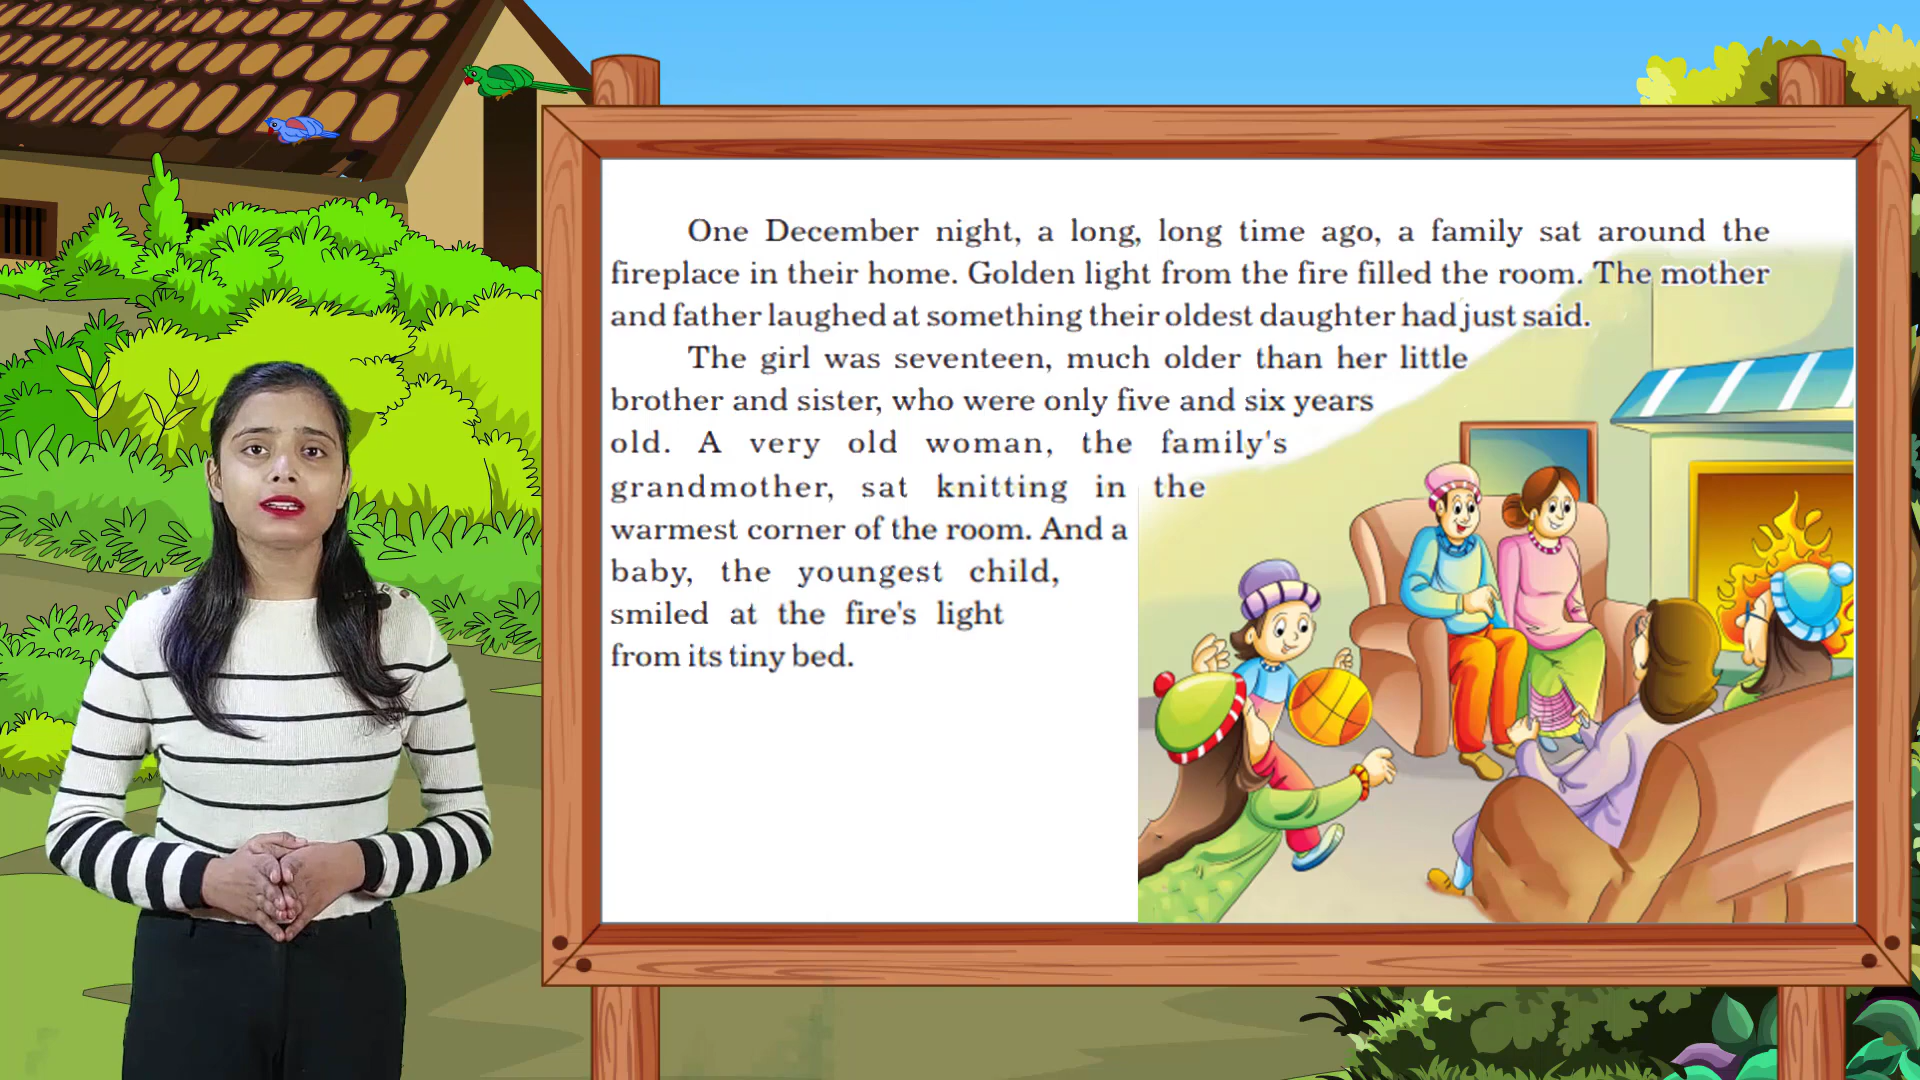 One December night, a long, long time ago, a family sat around the
fireplace in their home. Golden light from the fire filled the room. The mother
and father laughed at something their oldest daughter had just said.
The girl was seventeen, much older than her little
brother and sister, who were only five and six years
old. A very old woman, the family's
grandmother, sat knitting in the
warmest corner of the room. And a
baby, the youngest child,
smiled at the fire's light
from its tiny bed.